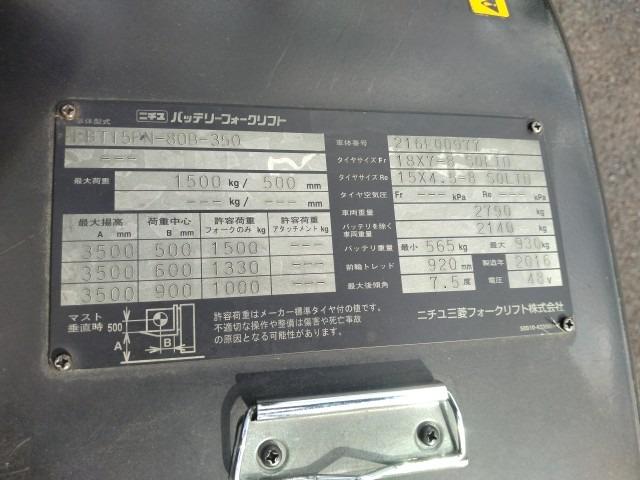 ニチユ バッテリーフォークリフト
車体型式
FBT15PN-80B-350
---
最大荷重 1500 kg / 500 mm
--- kg / --- mm
最大揚高 A mm 荷重中心 B mm 許容荷重 フォークのみ kg 許容荷重 アタッチメント kg
3500 500 1500 ---
3500 600 1330 ---
3500 900 1000 ---
マスト 垂直時 500 A B
許容荷重はメーカー標準タイヤ付の値です。
不適切な操作や整備は傷害や死亡事故
の原因となる可能性があります。
車体番号
タイヤサイズ Fr 18X7-8 SOLID
タイヤサイズ Re 15X4.5-8 SOLID
タイヤ空気圧 Fr --- kPa Re --- kPa
車両重量 2790 kg
バッテリを除く 車両重量 2140 kg
バッテリ重量 最小 565 kg 最大 930 kg
前輪トレッド 920 mm 製造年 2016
最大後傾角 7.5 度 電圧 48 V
ニチユ三菱フォークリフト株式会社